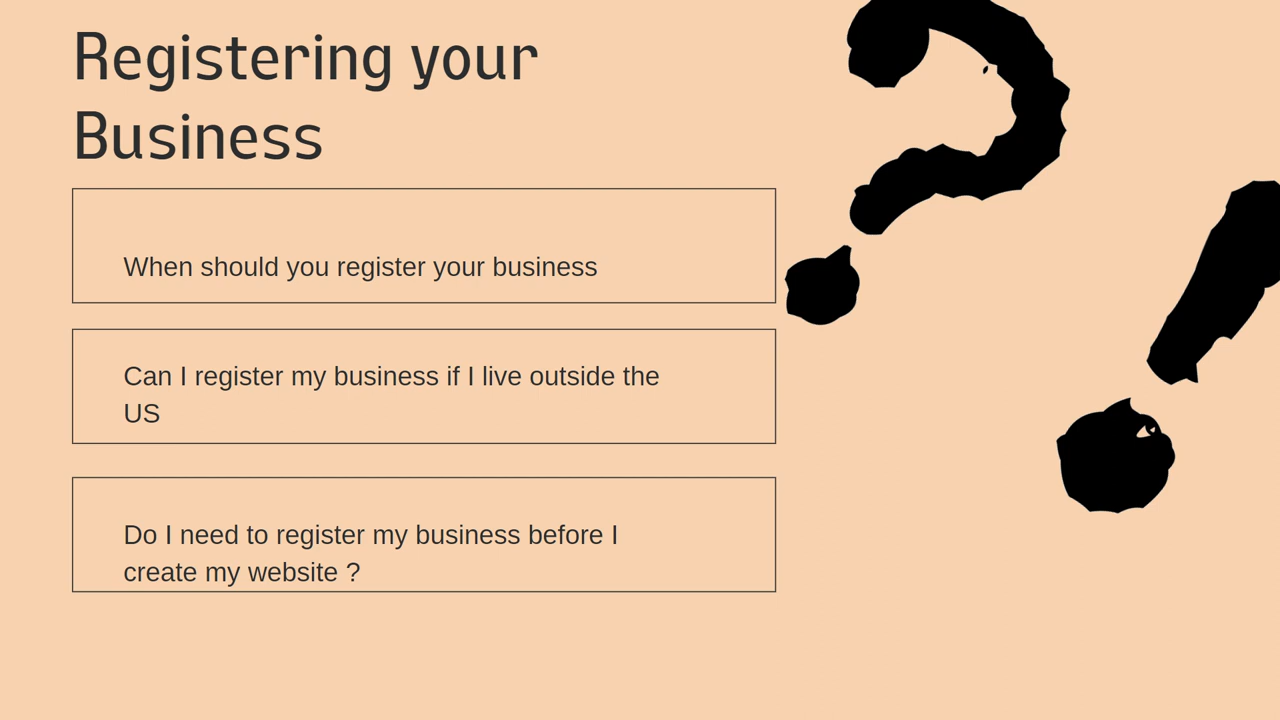 Registering your
Business
When should you register your business
Can I register my business if I live outside the
US
Do I need to register my business before I
create my website ?